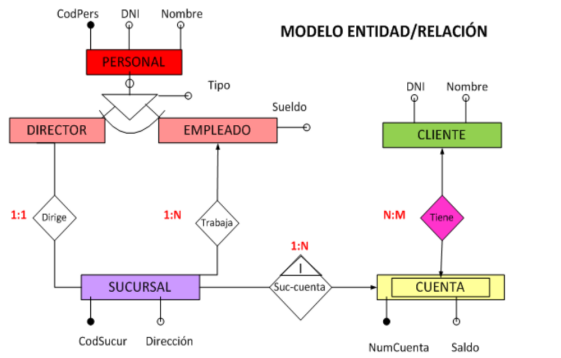 CodPers DNI Nombre
MODELO ENTIDAD/RELACIÓN
PERSONAL
Tipo
DNI Nombre
Sueldo
DIRECTOR EMPLEADO CLIENTE
1:1 Dirige 1:N Trabaja N:M Tiene
1:N
I
SUCURSAL Suc-cuenta CUENTA
CodSucur Dirección NumCuenta Saldo